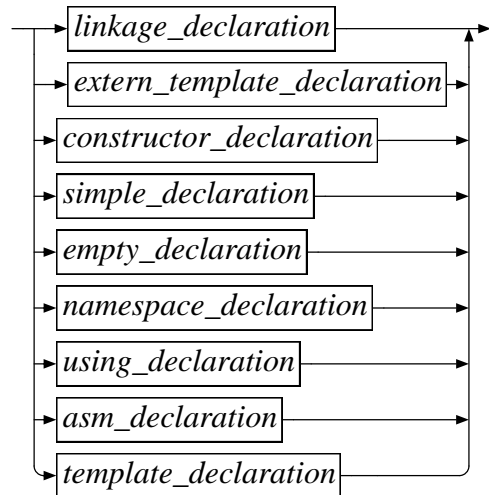 linkage_declaration
extern_template_declaration
constructor_declaration
simple_declaration
empty_declaration
namespace_declaration
using_declaration
asm_declaration
template_declaration